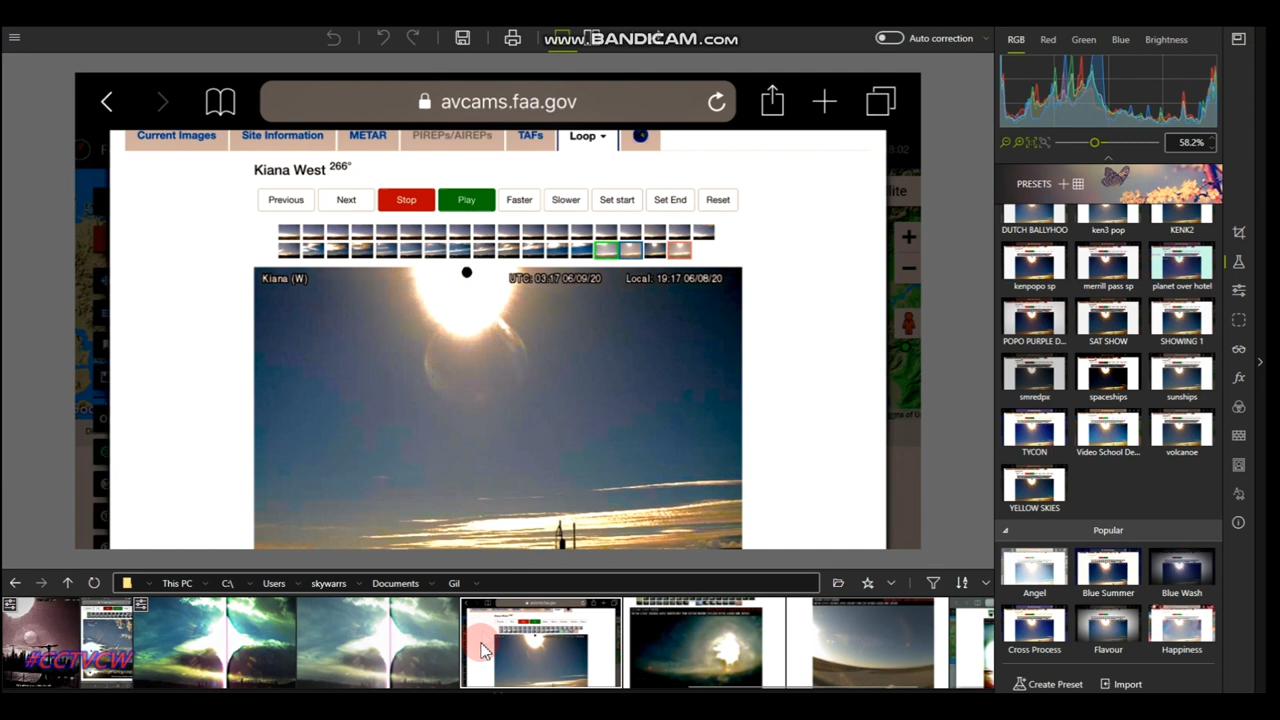 www.BANDICAM.com
Auto correction
RGB Red Green Blue Brightness
avcams.faa.gov
58.2%
Current Images Site Information METAR PIREPs/AIREPs TAFs Loop
Kiana West 266°
PRESETS
Previous Next Stop Play Faster Slower Set start Set End Reset
DUTCH BALLYHOO ken3 pop KENK2
Kiana (W) UTC: 03:17 06/09/20 Local: 19:17 06/08/20
kenpopo sp merrill pass sp planet over hotel
POPO PURPLE D... SAT SHOW SHOWING 1
smredpx spaceships sunships
TYCON Video School De... volcanoe
YELLOW SKIES
Popular
This PC C:\ Users skywarrs Documents Gil
Angel Blue Summer Blue Wash
Cross Process Flavour Happiness
#CCTVCW
Create Preset Import